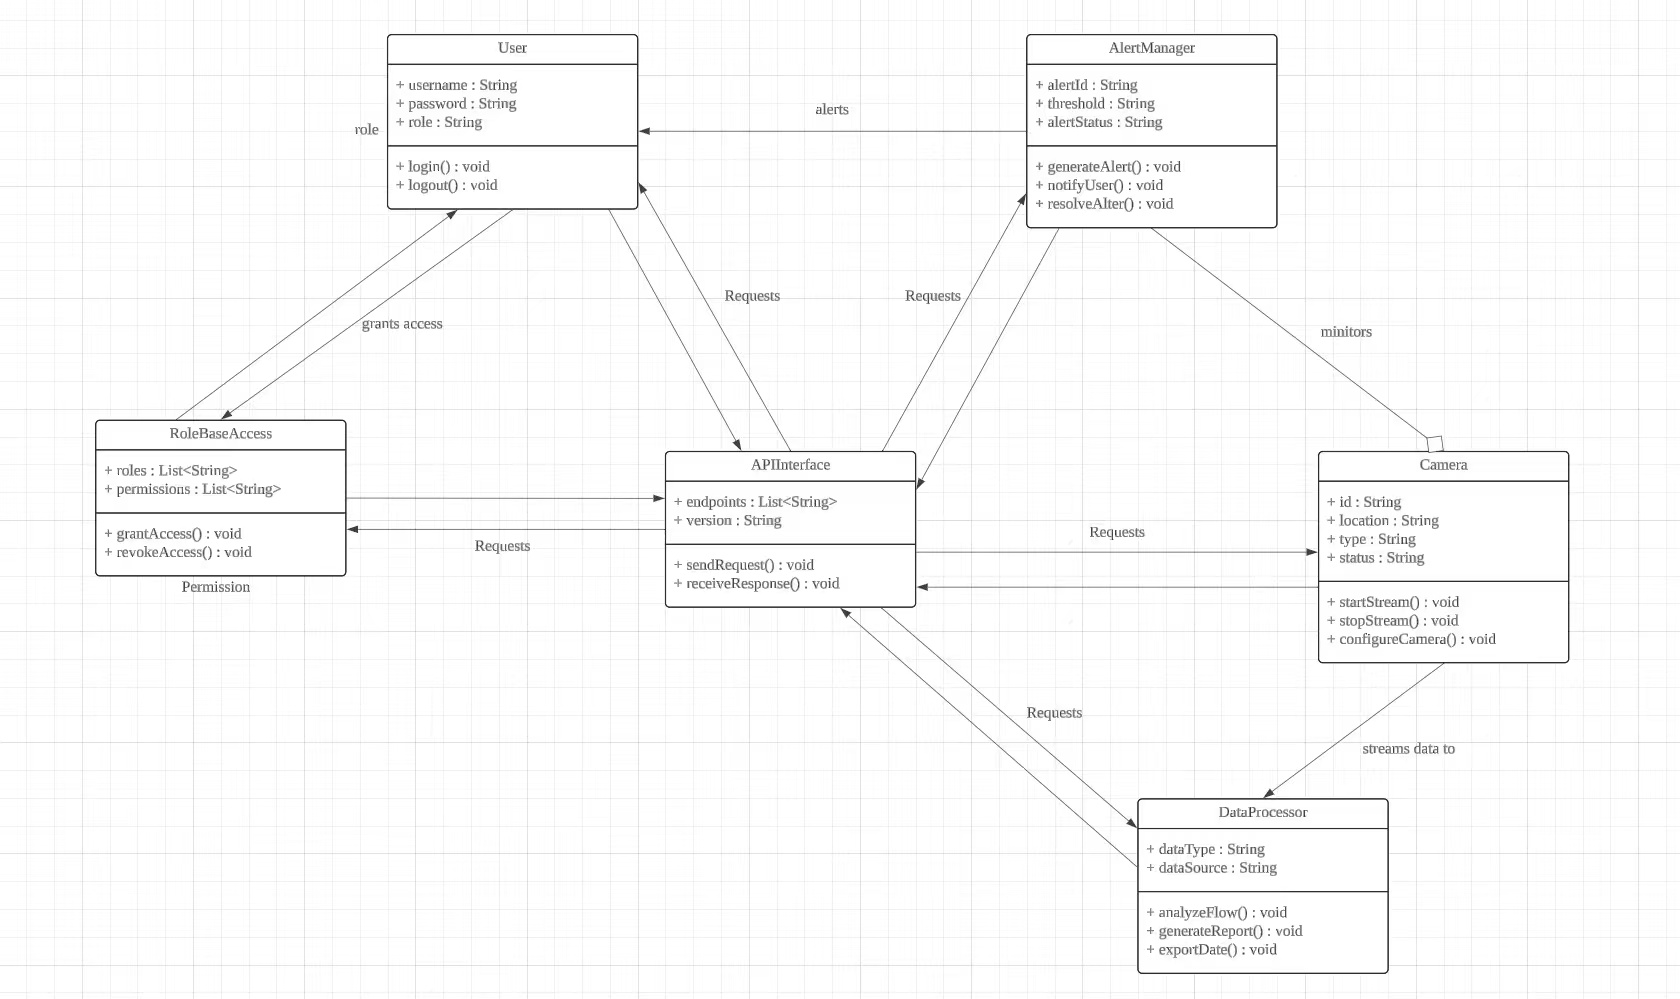 User
+ username : String
+ password : String
+ role : String
+ login() : void
+ logout() : void
role
alerts
AlertManager
+ alertId : String
+ threshold : String
+ alertStatus : String
+ generateAlert() : void
+ notifyUser() : void
+ resolveAlter() : void
grants access
Requests
Requests
minitors
RoleBaseAccess
+ roles : List<String>
+ permissions : List<String>
+ grantAccess() : void
+ revokeAccess() : void
Permission
Requests
APIInterface
+ endpoints : List<String>
+ version : String
+ sendRequest() : void
+ receiveResponse() : void
Requests
Camera
+ id : String
+ location : String
+ type : String
+ status : String
+ startStream() : void
+ stopStream() : void
+ configureCamera() : void
Requests
streams data to
DataProcessor
+ dataType : String
+ dataSource : String
+ analyzeFlow() : void
+ generateReport() : void
+ exportDate() : void